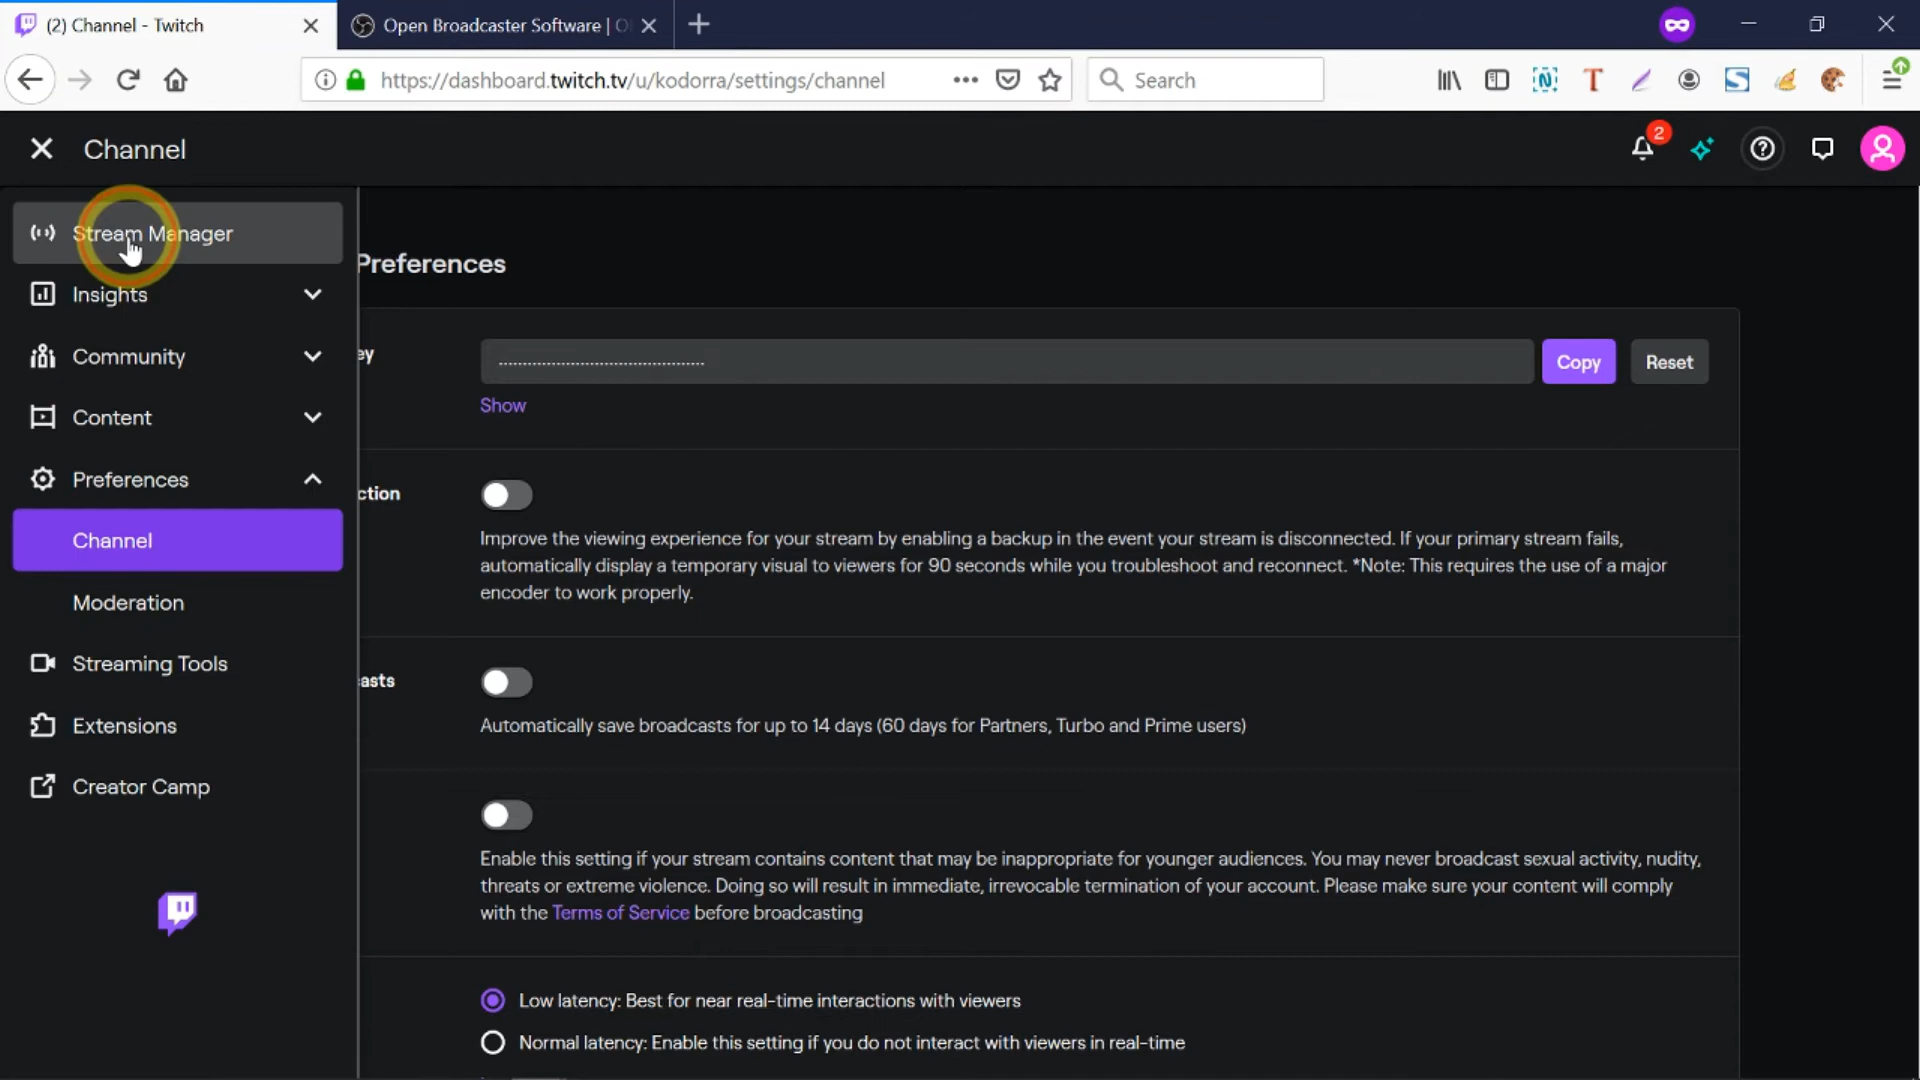 (2) Channel - Twitch
Open Broadcaster Software | O
https://dashboard.twitch.tv/u/kodorra/settings/channel
Search
Channel
2
Stream Manager
Insights
Community
Content
Preferences
Channel
Moderation
Streaming Tools
Extensions
Creator Camp
Preferences
ey
Copy
Reset
Show
ction
Improve the viewing experience for your stream by enabling a backup in the event your stream is disconnected. If your primary stream fails,
automatically display a temporary visual to viewers for 90 seconds while you troubleshoot and reconnect. *Note: This requires the use of a major
encoder to work properly.
asts
Automatically save broadcasts for up to 14 days (60 days for Partners, Turbo and Prime users)
Enable this setting if your stream contains content that may be inappropriate for younger audiences. You may never broadcast sexual activity, nudity,
threats or extreme violence. Doing so will result in immediate, irrevocable termination of your account. Please make sure your content will comply
with the Terms of Service before broadcasting
Low latency: Best for near real-time interactions with viewers
Normal latency: Enable this setting if you do not interact with viewers in real-time